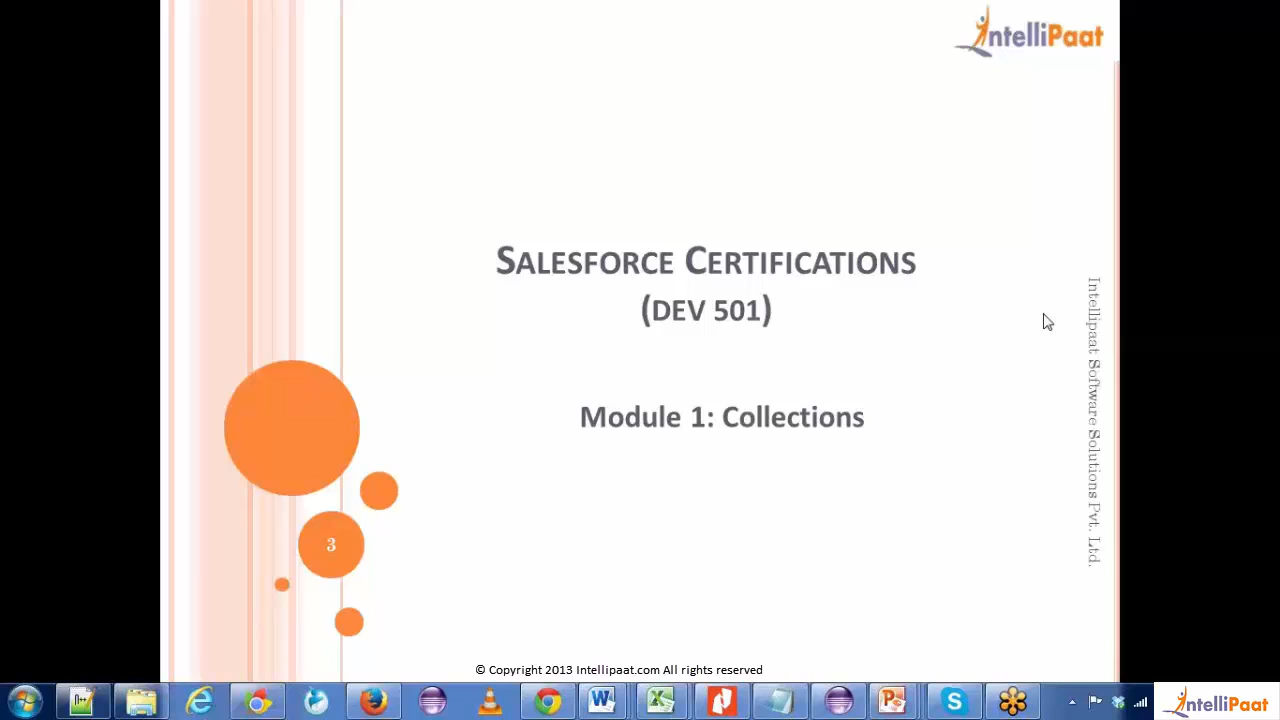 IntelliPaat
SALESFORCE CERTIFICATIONS
(DEV 501)
Module 1: Collections
Intellipaat Software Solutions Pvt. Ltd.
3
© Copyright 2013 Intellipaat.com All rights reserved
IntelliPaat